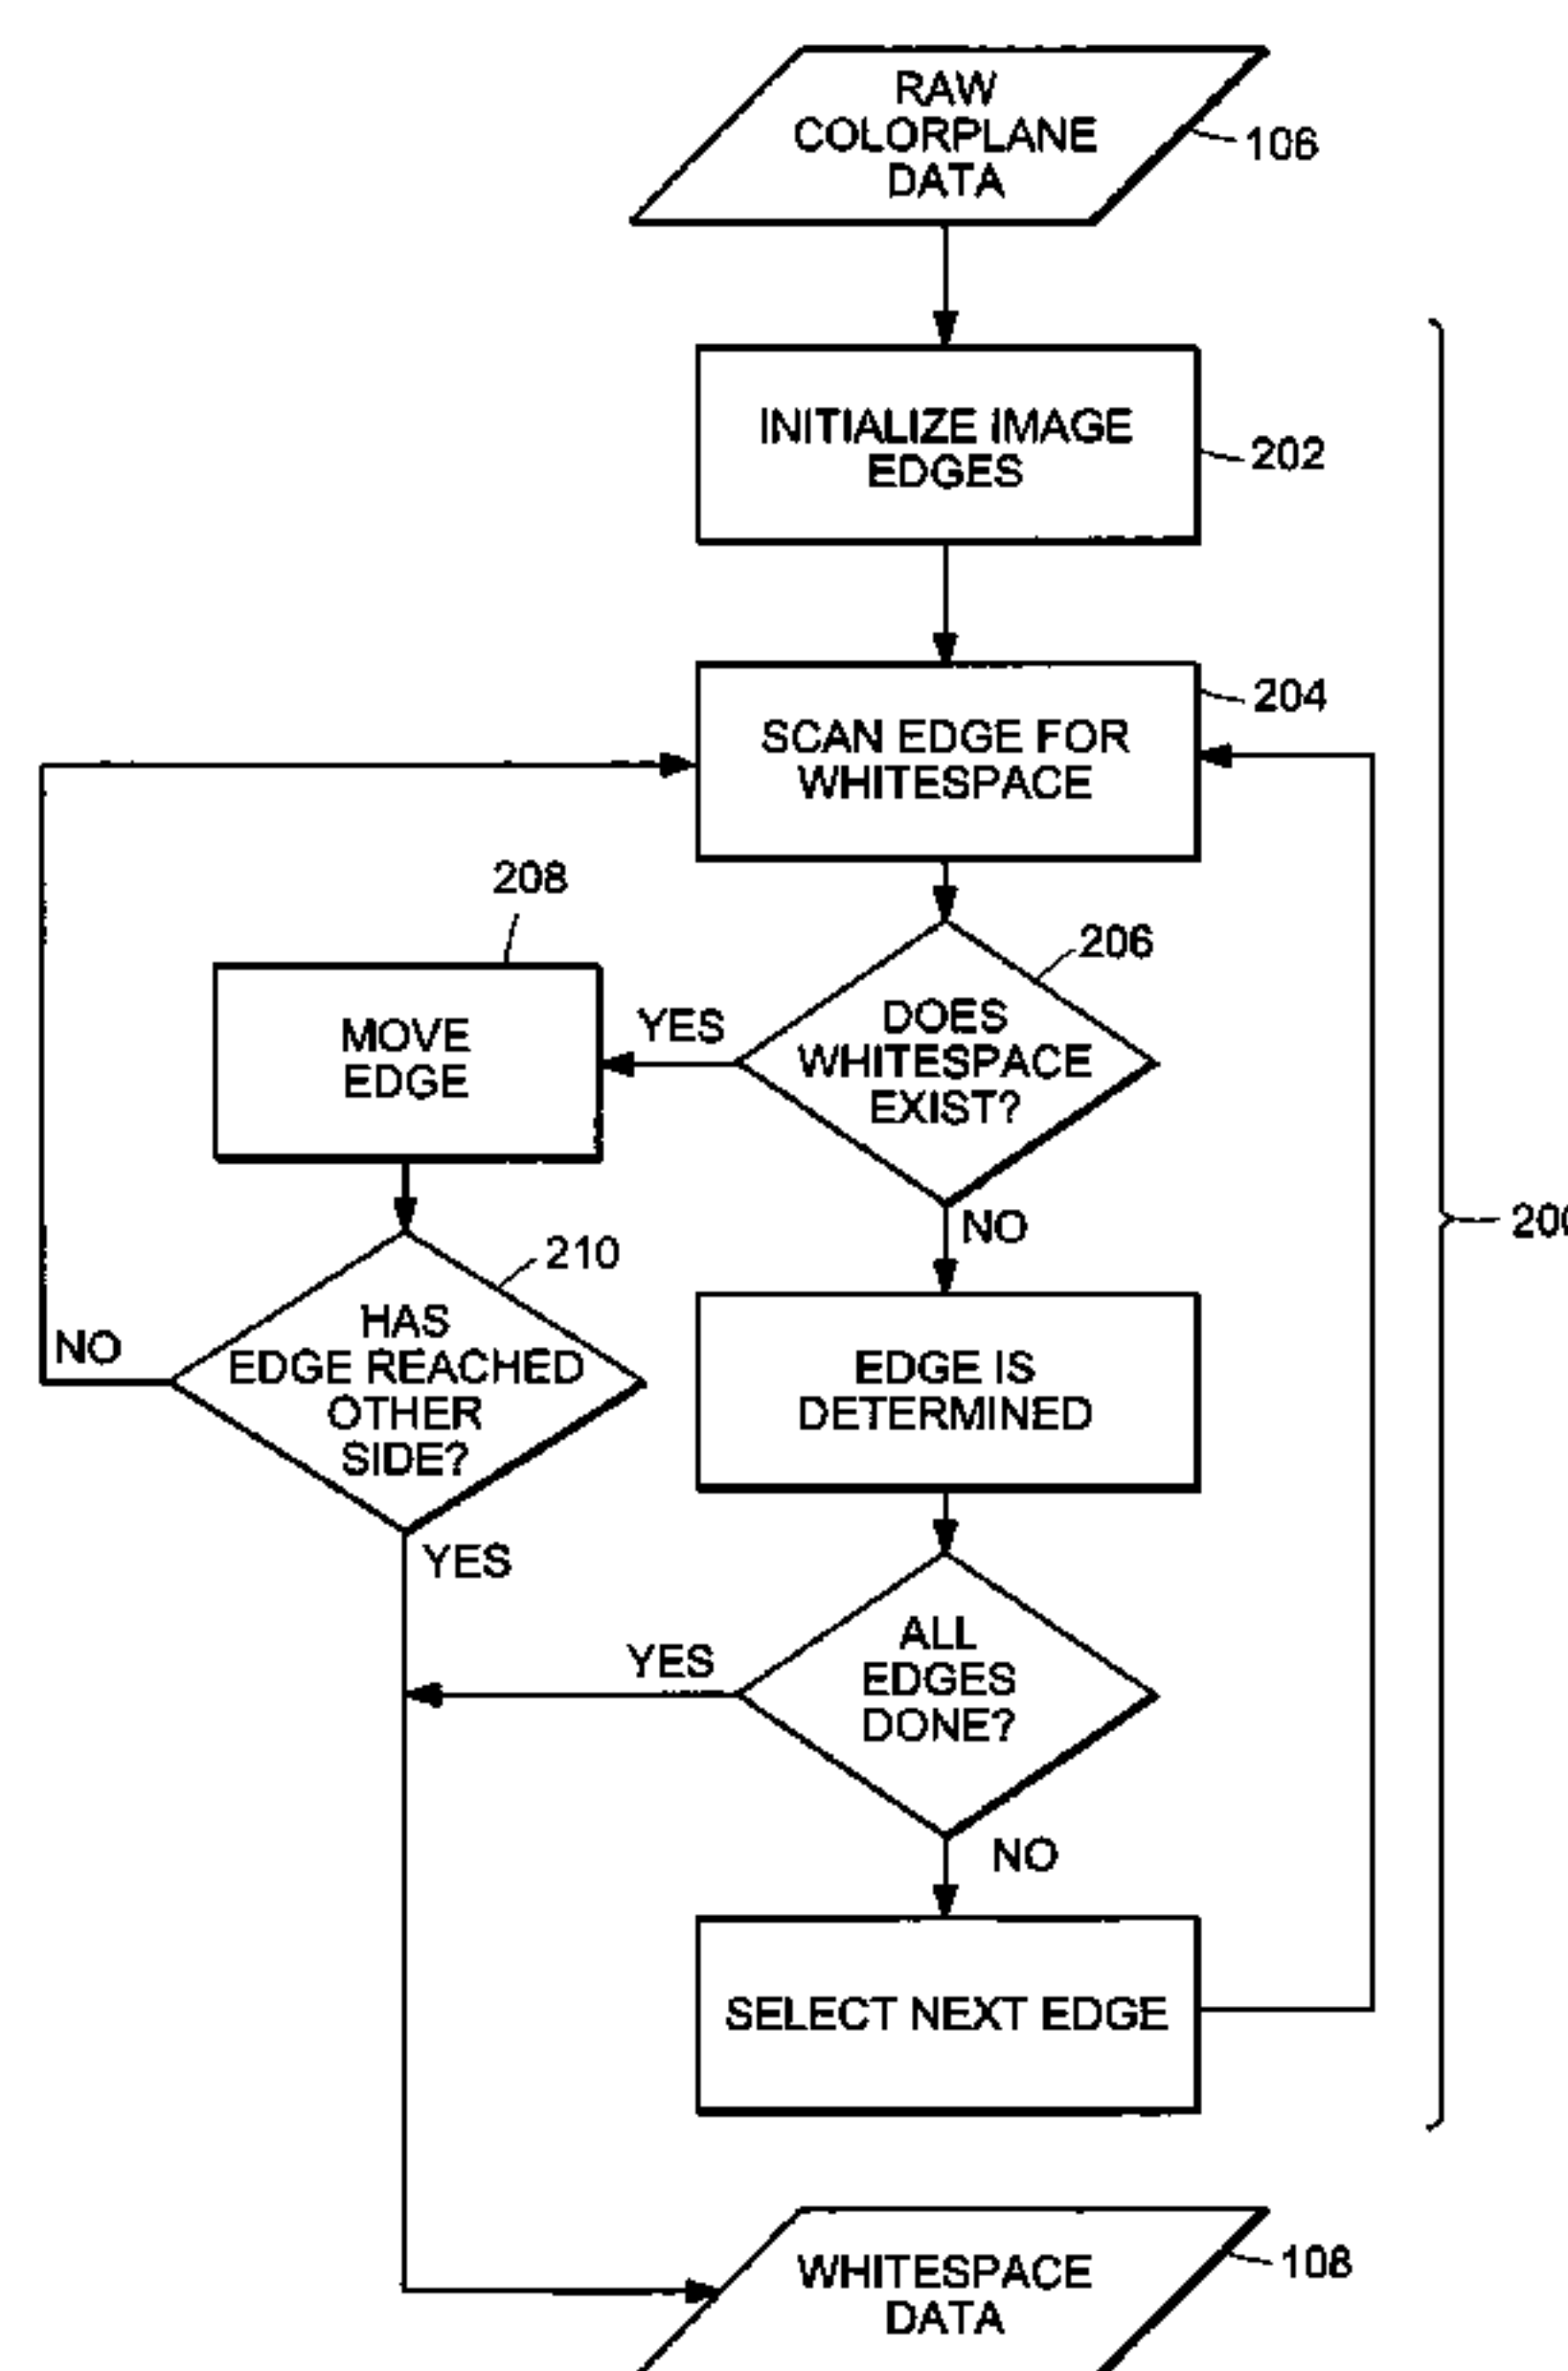 RAW
COLORPLANE
DATA
106
INITIALIZE IMAGE
EDGES
202
SCAN EDGE FOR
WHITESPACE
204
208
206
MOVE
EDGE
YES
DOES
WHITESPACE
EXIST?
NO
200
210
HAS
EDGE REACHED
OTHER
SIDE?
NO
YES
EDGE IS
DETERMINED
ALL
EDGES
DONE?
YES
NO
SELECT NEXT EDGE
WHITESPACE
DATA
108